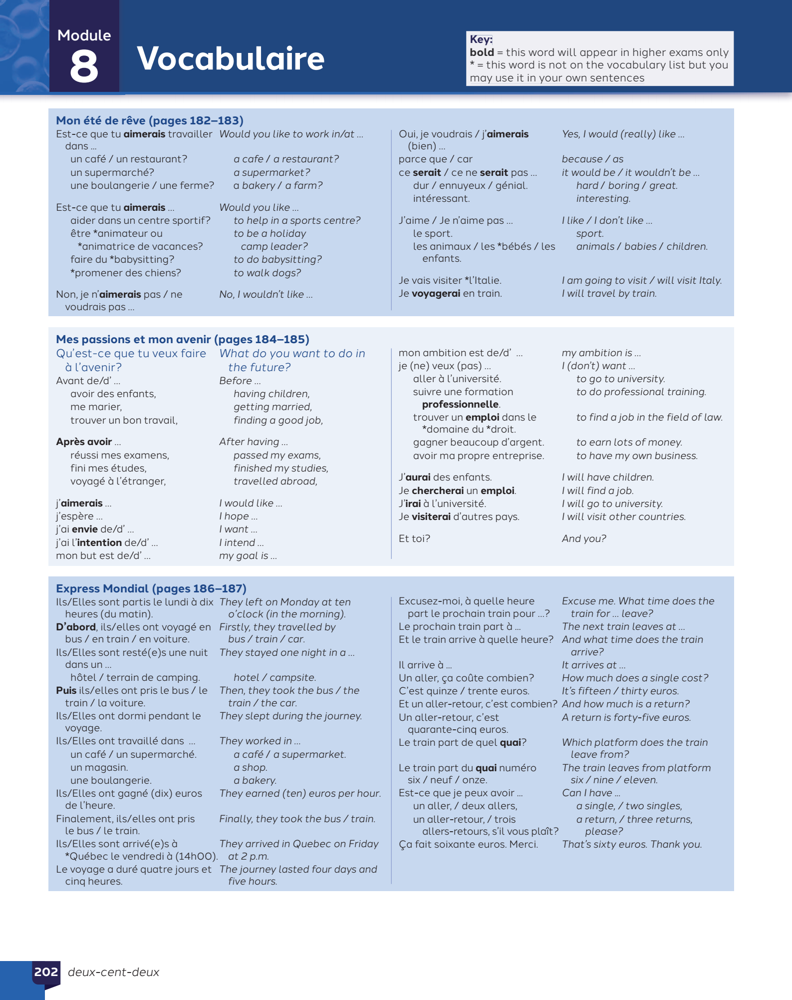 Module
8
Vocabulaire
Key:
bold = this word will appear in higher exams only
* = this word is not on the vocabulary list but you
may use it in your own sentences
Mon été de rêve (pages 182–183)
Est-ce que tu aimerais travailler Would you like to work in/at ...
dans ...
un café / un restaurant? a cafe / a restaurant?
un supermarché? a supermarket?
une boulangerie / une ferme? a bakery / a farm?
Est-ce que tu aimerais ... Would you like ...
aider dans un centre sportif? to help in a sports centre?
être *animateur ou to be a holiday
*animatrice de vacances? camp leader?
faire du *babysitting? to do babysitting?
*promener des chiens? to walk dogs?
Non, je n'aimerais pas / ne No, I wouldn't like ...
voudrais pas ...
Oui, je voudrais / j'aimerais Yes, I would (really) like ...
(bien) ...
parce que / car because / as
ce serait / ce ne serait pas ... it would be / it wouldn't be ...
dur / ennuyeux / génial. hard / boring / great.
intéressant. interesting.
J'aime / Je n'aime pas ... I like / I don't like ...
le sport. sport.
les animaux / les *bébés / les animals / babies / children.
enfants.
Je vais visiter *l'Italie. I am going to visit / will visit Italy.
Je voyagerai en train. I will travel by train.
Mes passions et mon avenir (pages 184–185)
Qu'est-ce que tu veux faire What do you want to do in
à l'avenir? the future?
Avant de/d' ... Before ...
avoir des enfants, having children,
me marier, getting married,
trouver un bon travail, finding a good job,
Après avoir ... After having ...
réussi mes examens, passed my exams,
fini mes études, finished my studies,
voyagé à l'étranger, travelled abroad,
j'aimerais ... I would like ...
j'espère ... I hope ...
j'ai envie de/d' ... I want ...
j'ai l'intention de/d' ... I intend ...
mon but est de/d' ... my goal is ...
mon ambition est de/d' ... my ambition is ...
je (ne) veux (pas) ... I (don't) want ...
aller à l'université. to go to university.
suivre une formation to do professional training.
professionnelle.
trouver un emploi dans le to find a job in the field of law.
*domaine du *droit.
gagner beaucoup d'argent. to earn lots of money.
avoir ma propre entreprise. to have my own business.
J'aurai des enfants. I will have children.
Je chercherai un emploi. I will find a job.
J'irai à l'université. I will go to university.
Je visiterai d'autres pays. I will visit other countries.
Et toi? And you?
Express Mondial (pages 186–187)
Ils/Elles sont partis le lundi à dix They left on Monday at ten
heures (du matin). o'clock (in the morning).
D'abord, ils/elles ont voyagé en Firstly, they travelled by
bus / en train / en voiture. bus / train / car.
Ils/Elles sont resté(e)s une nuit They stayed one night in a ...
dans un ...
hôtel / terrain de camping. hotel / campsite.
Puis ils/elles ont pris le bus / le Then, they took the bus / the
train / la voiture. train / the car.
Ils/Elles ont dormi pendant le They slept during the journey.
voyage.
Ils/Elles ont travaillé dans ... They worked in ...
un café / un supermarché. a café / a supermarket.
un magasin. a shop.
une boulangerie. a bakery.
Ils/Elles ont gagné (dix) euros They earned (ten) euros per hour.
de l'heure.
Finalement, ils/elles ont pris Finally, they took the bus / train.
le bus / le train.
Ils/Elles sont arrivé(e)s à They arrived in Quebec on Friday
*Québec le vendredi à (14h00). at 2 p.m.
Le voyage a duré quatre jours et The journey lasted four days and
cinq heures. five hours.
Excusez-moi, à quelle heure Excuse me. What time does the
part le prochain train pour ...? train for ... leave?
Le prochain train part à ... The next train leaves at ...
Et le train arrive à quelle heure? And what time does the train
arrive?
Il arrive à ... It arrives at ...
Un aller, ça coûte combien? How much does a single cost?
C'est quinze / trente euros. It's fifteen / thirty euros.
Et un aller-retour, c'est combien? And how much is a return?
Un aller-retour, c'est A return is forty-five euros.
quarante-cinq euros.
Le train part de quel quai? Which platform does the train
leave from?
Le train part du quai numéro The train leaves from platform
six / neuf / onze. six / nine / eleven.
Est-ce que je peux avoir ... Can I have ...
un aller, / deux allers, a single, / two singles,
un aller-retour, / trois a return, / three returns,
allers-retours, s'il vous plaît? please?
Ça fait soixante euros. Merci. That's sixty euros. Thank you.
202 deux-cent-deux